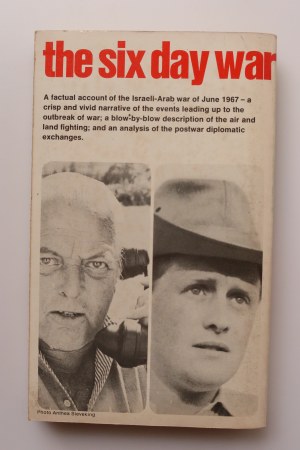 the six day war
A factual account of the Israeli-Arab war of June 1967 – a
crisp and vivid narrative of the events leading up to the
outbreak of war; a blow-by-blow description of the air and
land fighting; and an analysis of the postwar diplomatic
exchanges.
Photo Andrea